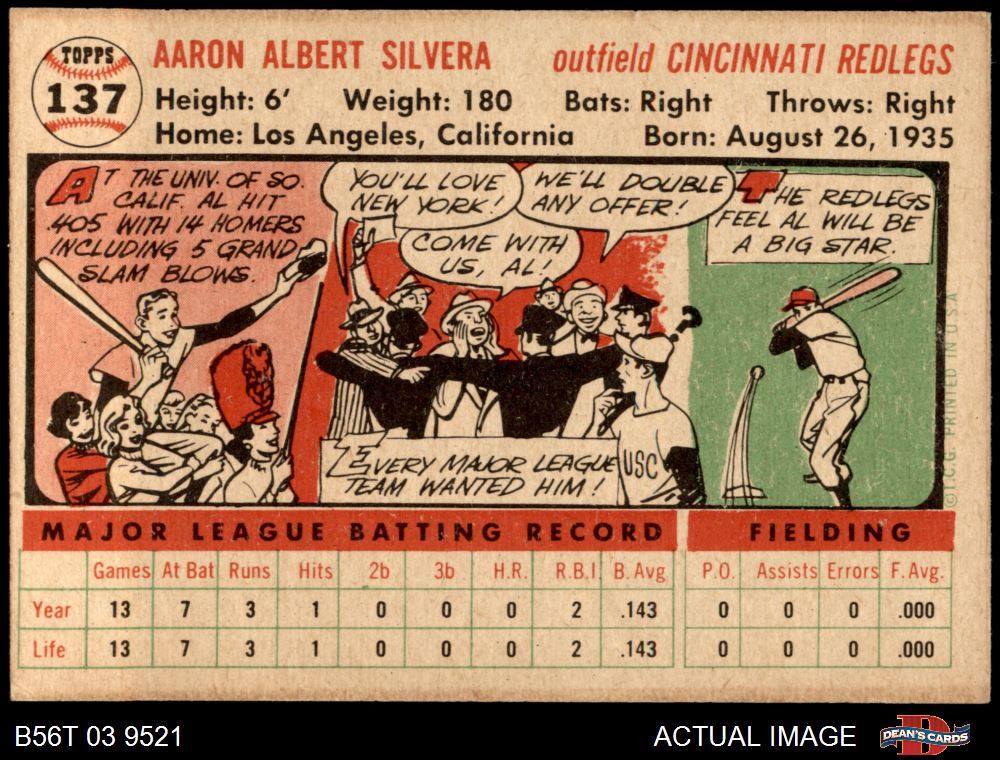 TOPPS
137
AARON ALBERT SILVERA
outfield CINCINNATI REDLEGS
Height: 6' Weight: 180 Bats: Right Throws: Right
Home: Los Angeles, California Born: August 26, 1935
AT THE UNIV. OF SO.
CALIF. AL HIT
.405 WITH 14 HOMERS
INCLUDING 5 GRAND
SLAM BLOWS.
YOU'LL LOVE
NEW YORK!
WE'LL DOUBLE
ANY OFFER!
COME WITH
US, AL!
EVERY MAJOR LEAGUE
TEAM WANTED HIM!
USC
THE REDLEGS
FEEL AL WILL BE
A BIG STAR.
©T.C.G. PRINTED IN U.S.A.
MAJOR LEAGUE BATTING RECORD FIELDING
Games At Bat Runs Hits 2b 3b H.R. R.B.I. B. Avg. P.O. Assists Errors F. Avg.
Year 13 7 3 1 0 0 0 2 .143 0 0 0 .000
Life 13 7 3 1 0 0 0 2 .143 0 0 0 .000
B56T 03 9521
ACTUAL IMAGE
D
DEAN'S CARDS